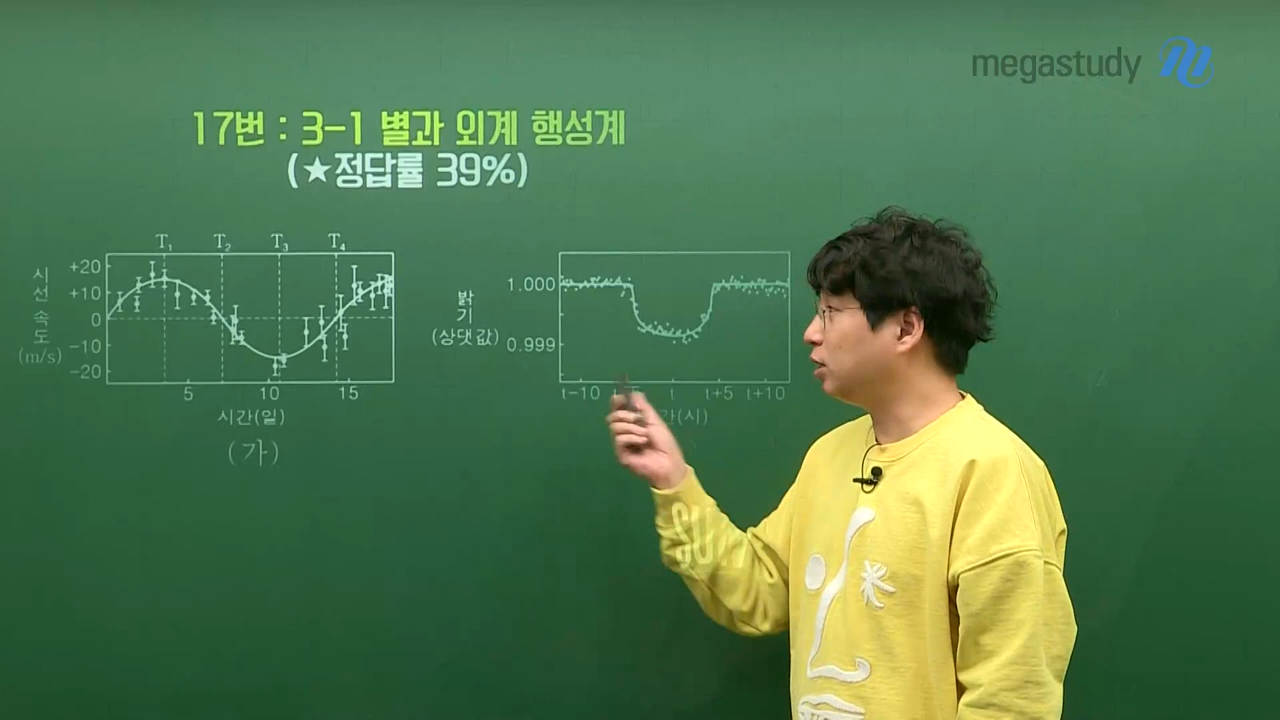 megastudy
17번 : 3-1 별과 외계 행성계
(★정답률 39%)
T₁ T₂ T₃ T₄
시선 속도 (m/s)
+20
+10
0
-10
-20
5 10 15
시간(일)
(가)
밝기 (상댓값)
1.000
0.999
t-10 t t+5 t+10
(시)
SU